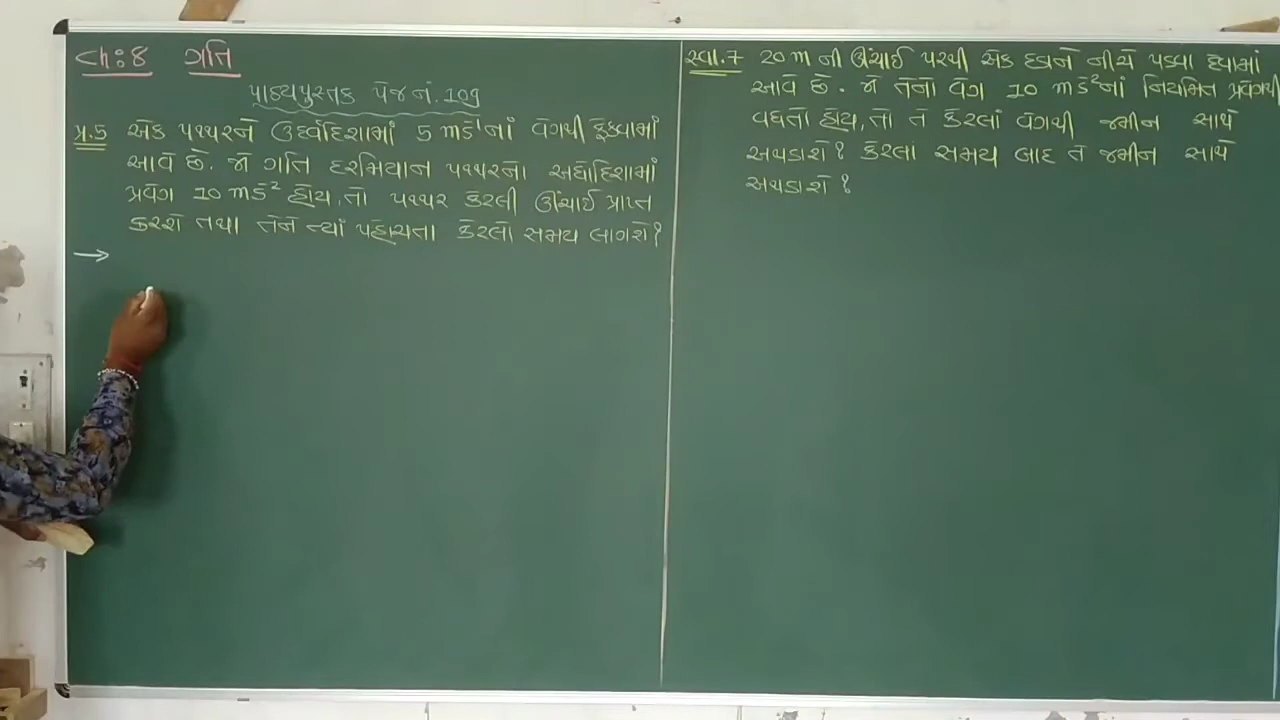 Ch:8 ગતિ
પાઠ્યપુસ્તક પેજ નં. 109
પ્ર.5 એક પથ્થરને ઉર્ધ્વદિશામાં 5 ms⁻¹નાં વેગથી ફેંકવામાં
આવે છે. જો ગતિ દરમિયાન પથ્થરનો અધોદિશામાં
પ્રવેગ 10 ms⁻² હોય, તો પથ્થર કેટલી ઊંચાઈ પ્રાપ્ત
કરશે તથા તેને ત્યાં પહોંચતા કેટલો સમય લાગશે?
→
સ્વા.7 20 m ની ઊંચાઈ પરથી એક દડાને નીચે પડવા દેવામાં
આવે છે. જો તેનો વેગ 10 ms⁻²નાં નિયમિત પ્રવેગથી
વધતો હોય, તો તે કેટલાં વેગથી જમીન સાથે
અથડાશે? કેટલા સમય બાદ તે જમીન સાથે
અથડાશે?